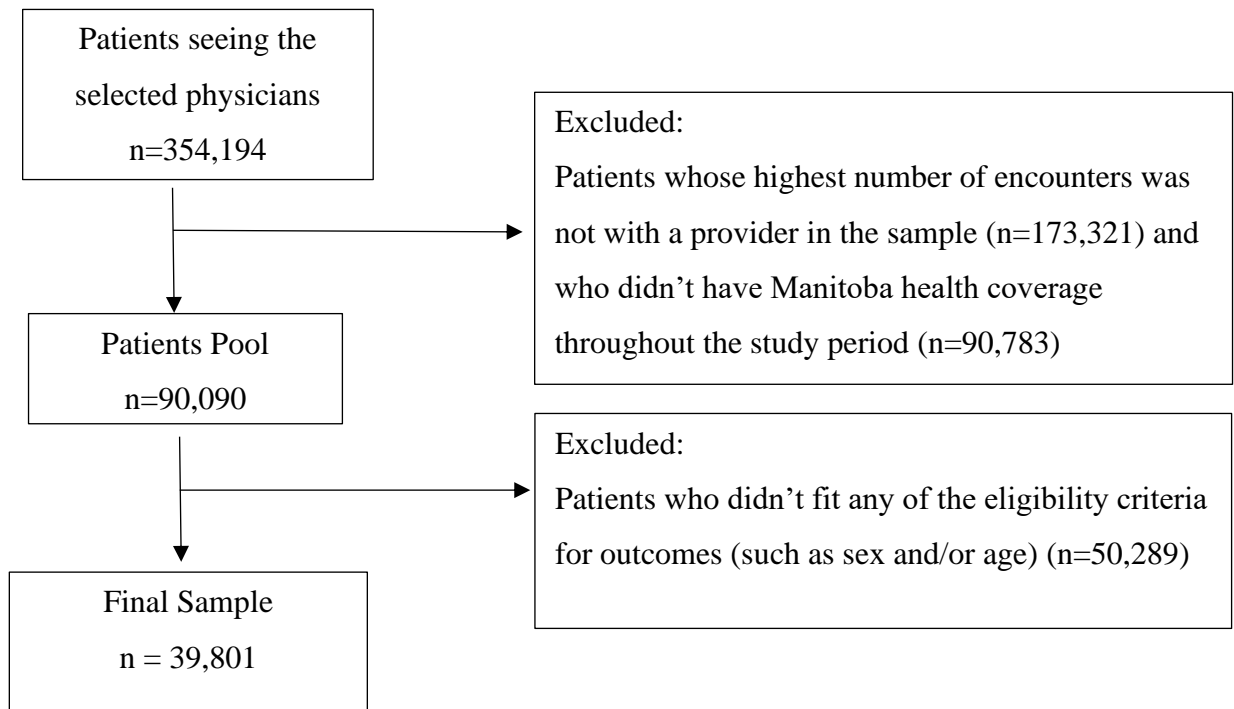 Patients seeing the
selected physicians
n=354,194
Excluded:
Patients whose highest number of encounters was
not with a provider in the sample (n=173,321) and
who didn’t have Manitoba health coverage
throughout the study period (n=90,783)
Patients Pool
n=90,090
Excluded:
Patients who didn’t fit any of the eligibility criteria
for outcomes (such as sex and/or age) (n=50,289)
Final Sample
n = 39,801